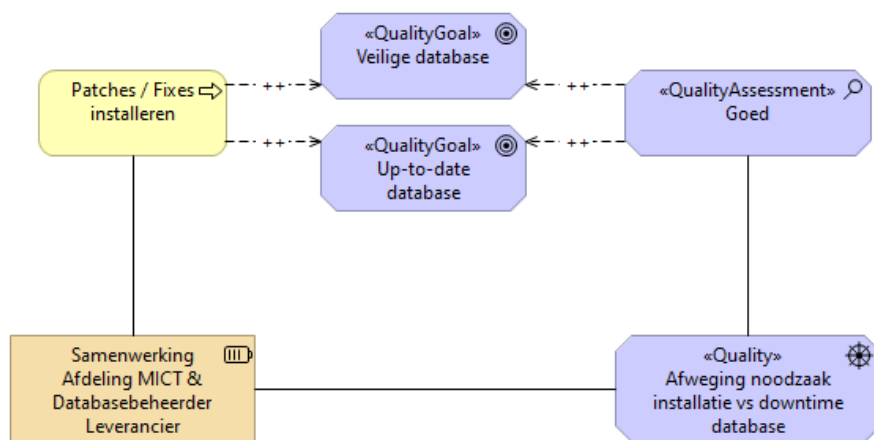 «QualityGoal»
Veilige database
Patches / Fixes
installeren
++
++
«QualityAssessment»
Goed
++
++
«QualityGoal»
Up-to-date
database
Samenwerking
Afdeling MICT &
Databasebeheerder
Leverancier
«Quality»
Afweging noodzaak
installatie vs downtime
database